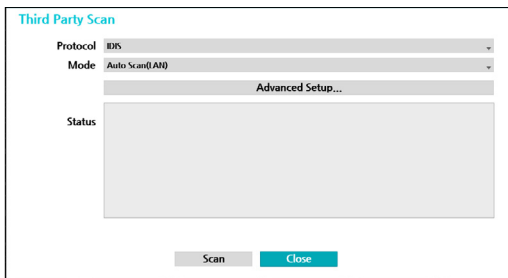 Third Party Scan
Protocol IDIS
Mode Auto Scan(LAN)
Advanced Setup...
Status
Scan Close